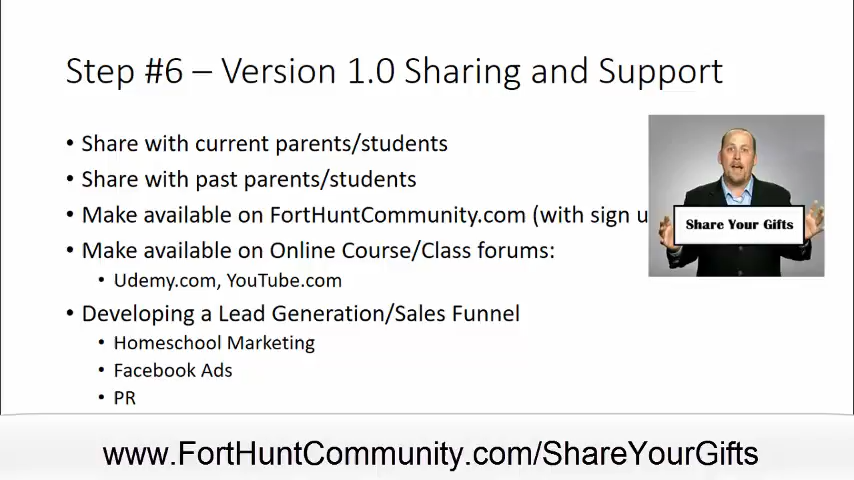 Step #6 – Version 1.0 Sharing and Support
• Share with current parents/students
• Share with past parents/students
• Make available on FortHuntCommunity.com (with sign u
• Make available on Online Course/Class forums:
• Udemy.com, YouTube.com
• Developing a Lead Generation/Sales Funnel
• Homeschool Marketing
• Facebook Ads
• PR
Share Your Gifts
www.FortHuntCommunity.com/ShareYourGifts